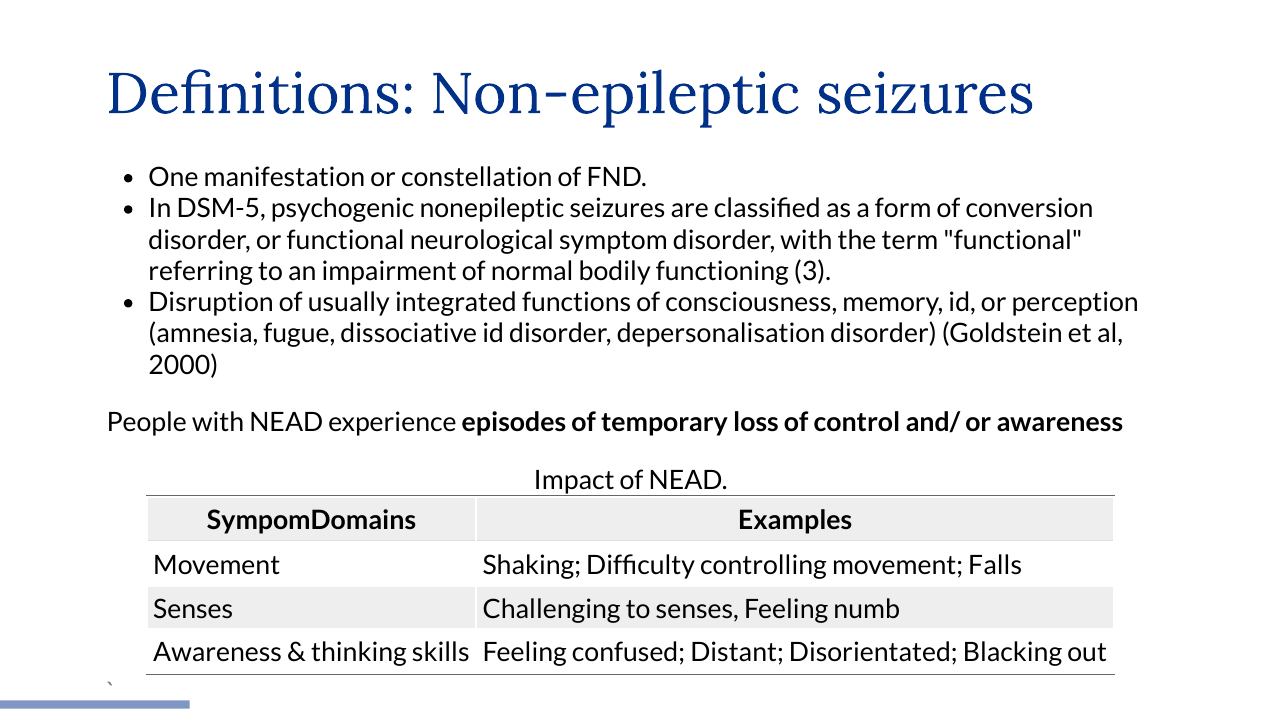 Definitions: Non-epileptic seizures
• One manifestation or constellation of FND.
• In DSM-5, psychogenic nonepileptic seizures are classified as a form of conversion
disorder, or functional neurological symptom disorder, with the term "functional"
referring to an impairment of normal bodily functioning (3).
• Disruption of usually integrated functions of consciousness, memory, id, or perception
(amnesia, fugue, dissociative id disorder, depersonalisation disorder) (Goldstein et al,
2000)
People with NEAD experience episodes of temporary loss of control and/ or awareness
Impact of NEAD.
SympomDomains Examples
Movement Shaking; Difficulty controlling movement; Falls
Senses Challenging to senses, Feeling numb
Awareness & thinking skills Feeling confused; Distant; Disorientated; Blacking out
`